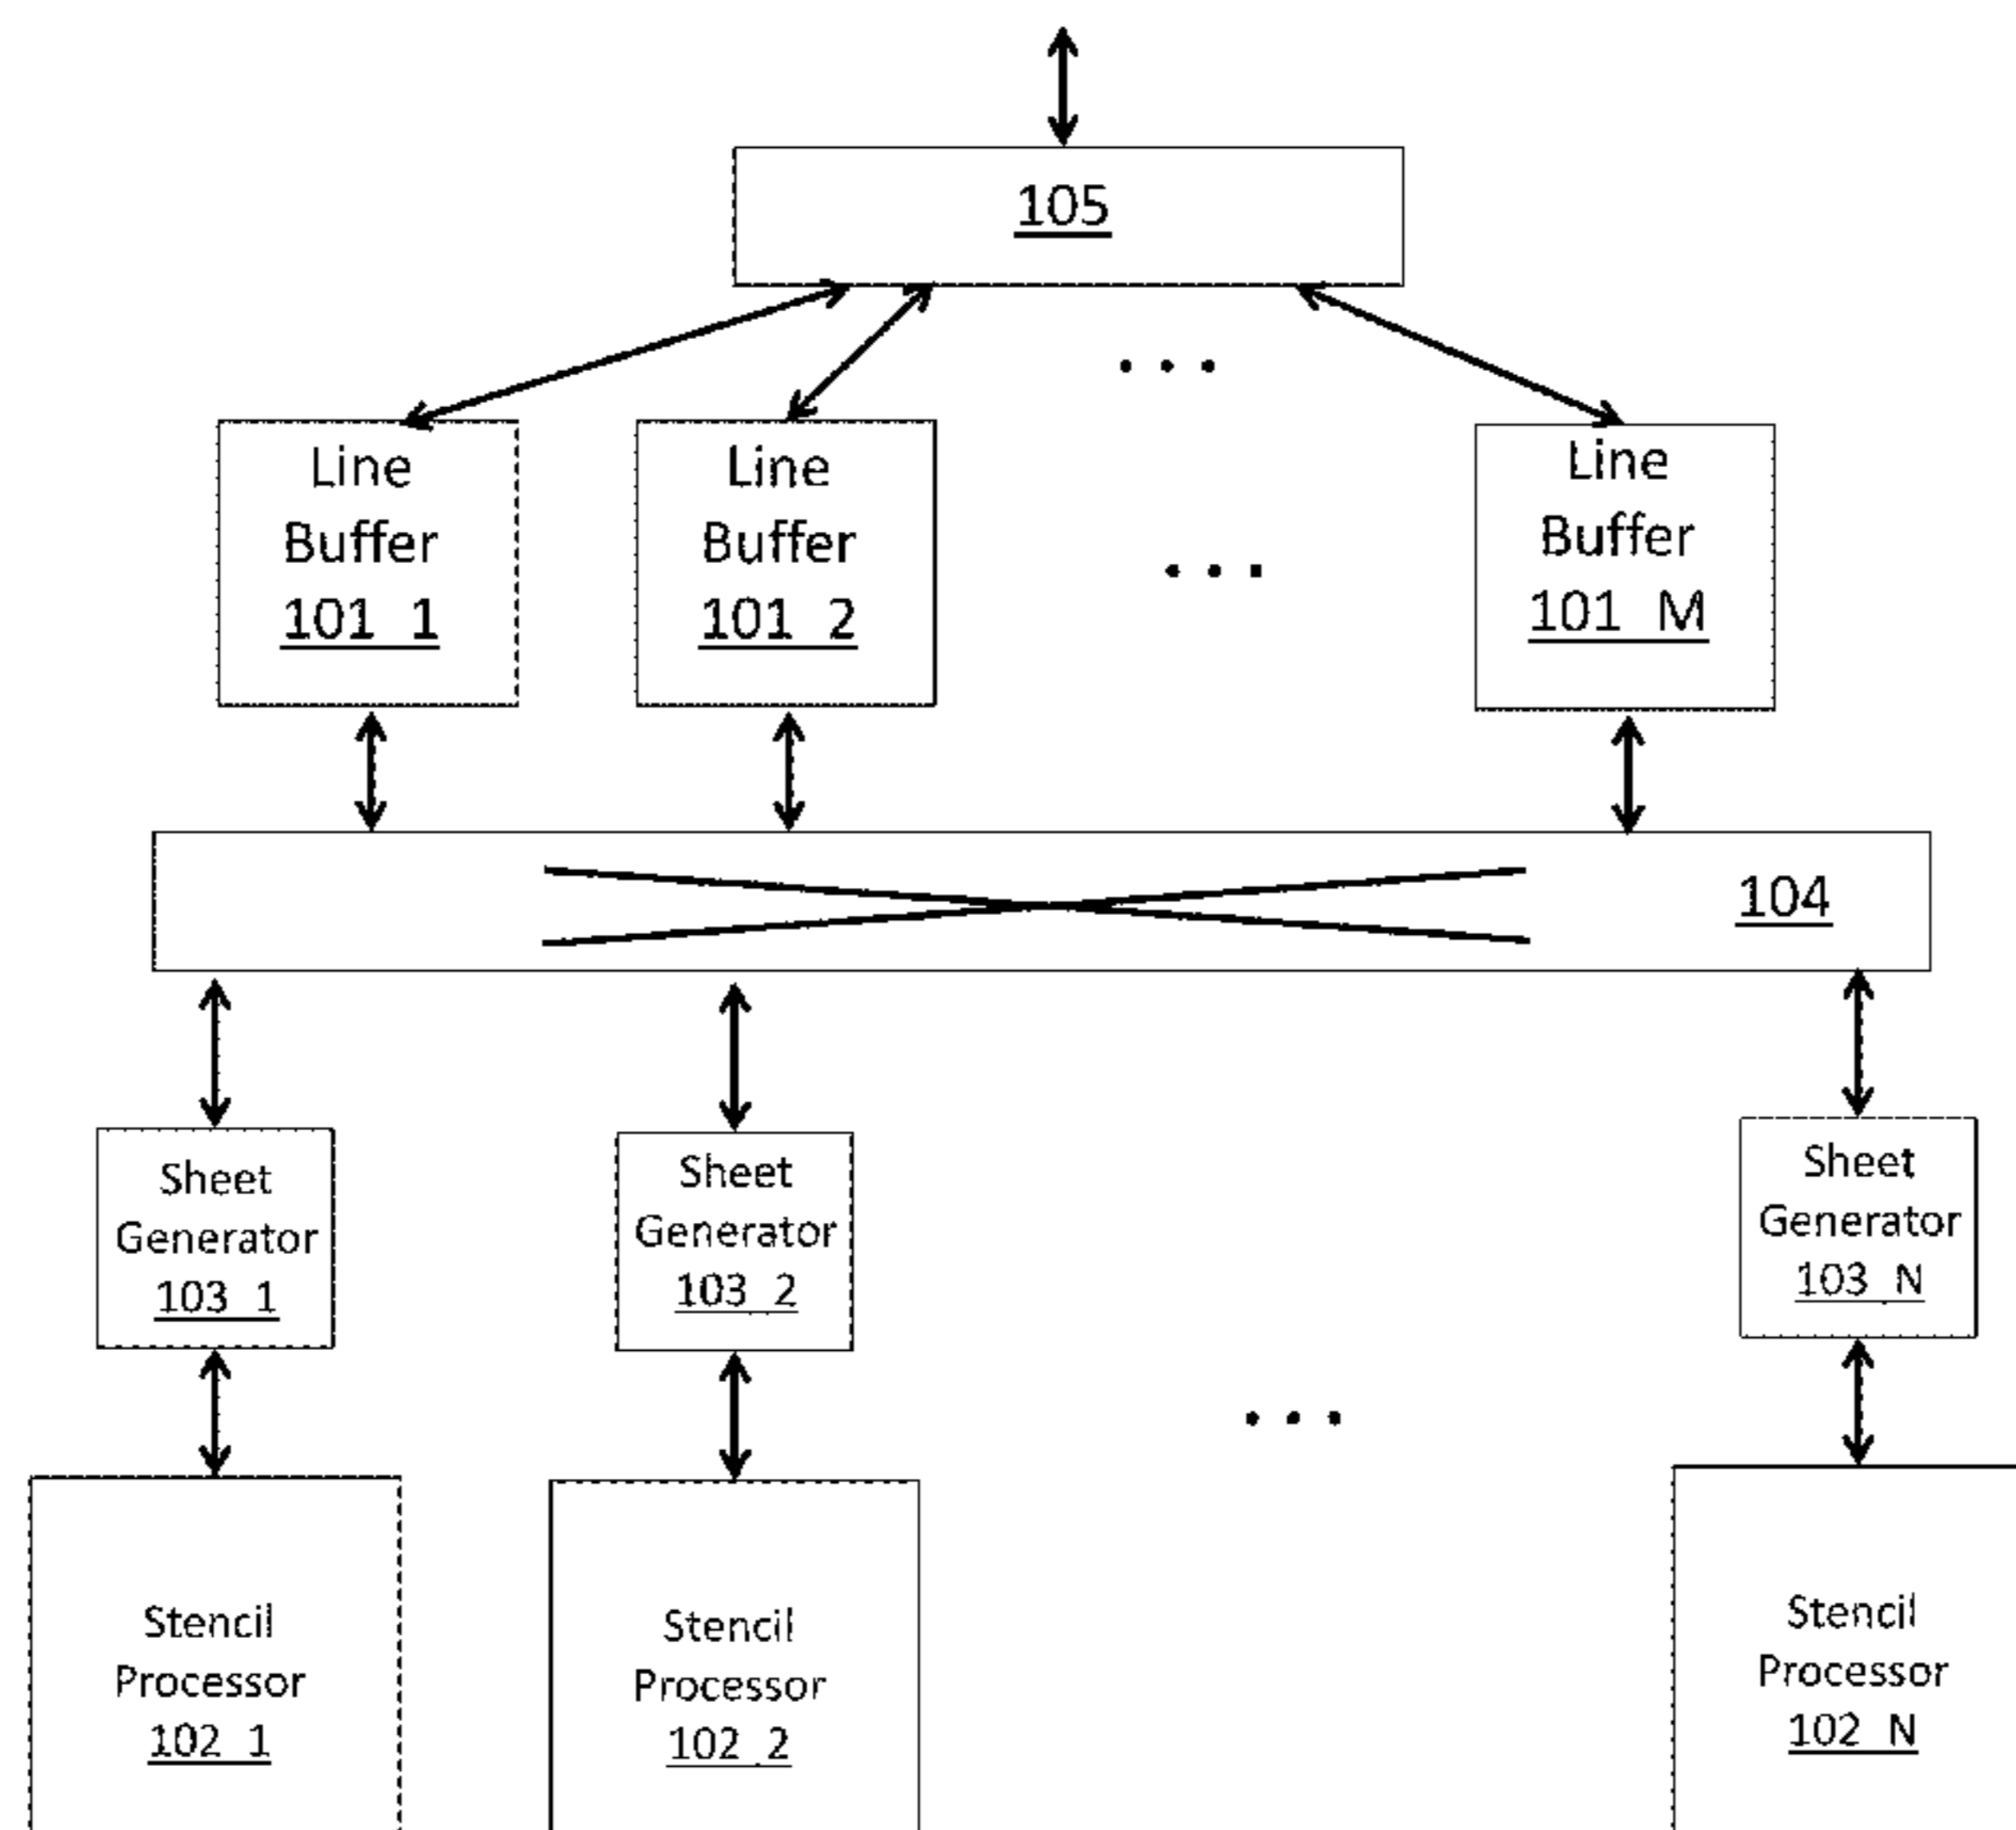 105
Line
Buffer
101_1
Line
Buffer
101_2
. . .
. . .
Line
Buffer
101_M
104
Sheet
Generator
103_1
Sheet
Generator
103_2
Sheet
Generator
103_N
. . .
Stencil
Processor
102_1
Stencil
Processor
102_2
Stencil
Processor
102_N